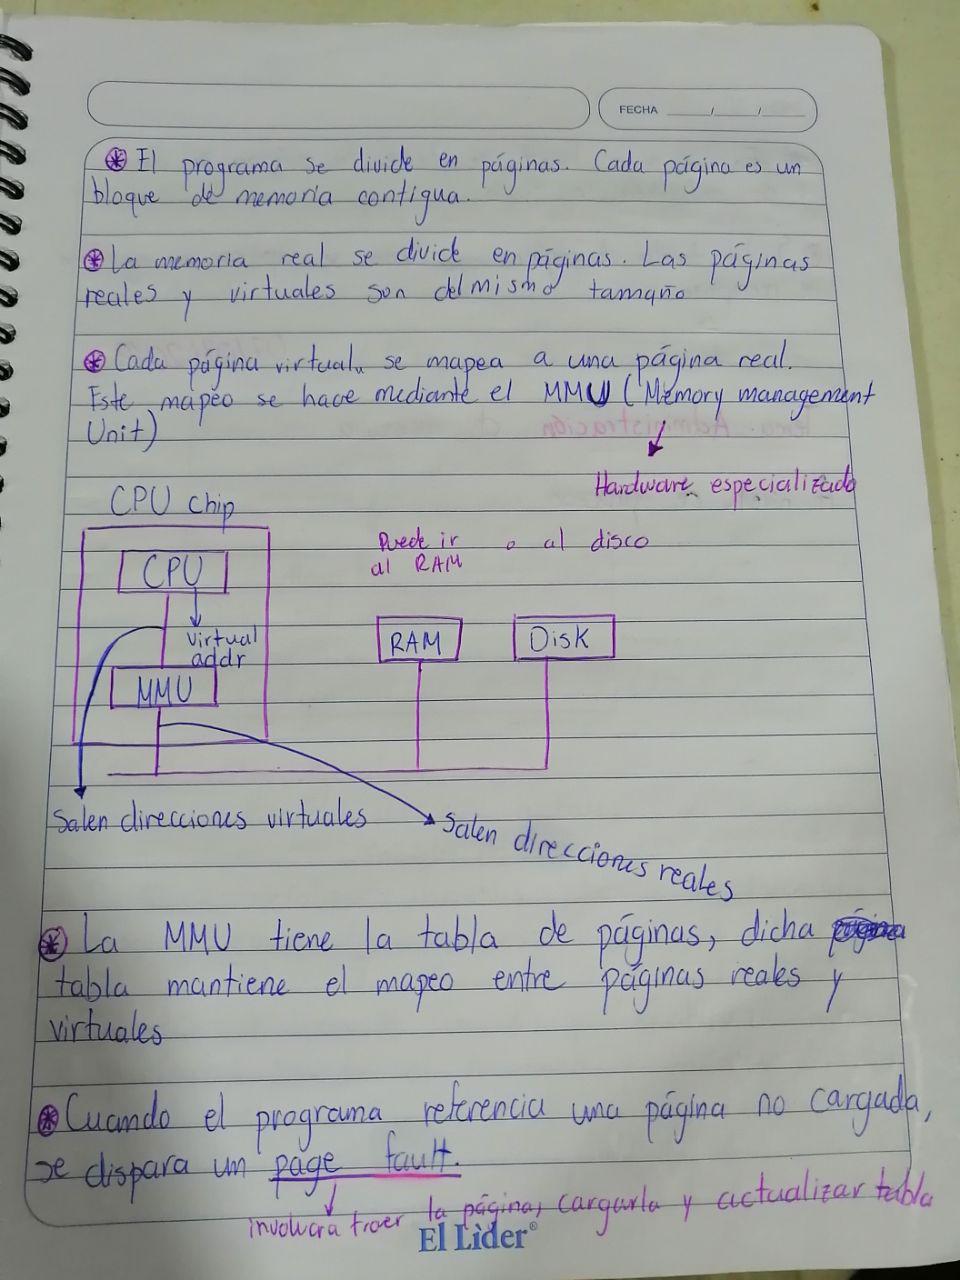 FECHA ____/____/____
* El programa se divide en páginas. Cada página es un
bloque de memoria contigua.
* La memoria real se divide en páginas. Las páginas
reales y virtuales son del mismo tamaño
* Cada página virtual se mapea a una página real.
Este mapeo se hace mediante el MMU (Memory management
Unit)
Hardware especializado
CPU chip
Puede ir o al disco
al RAM
CPU
virtual
addr
MMU
RAM
Disk
Salen direcciones virtuales
Salen direcciones reales
* La MMU tiene la tabla de páginas, dicha
tabla mantiene el mapeo entre páginas reales y
virtuales
* Cuando el programa referencia una página no cargada,
se dispara un page fault.
involucra traer la página, cargarla y actualizar tabla
El Lìder®